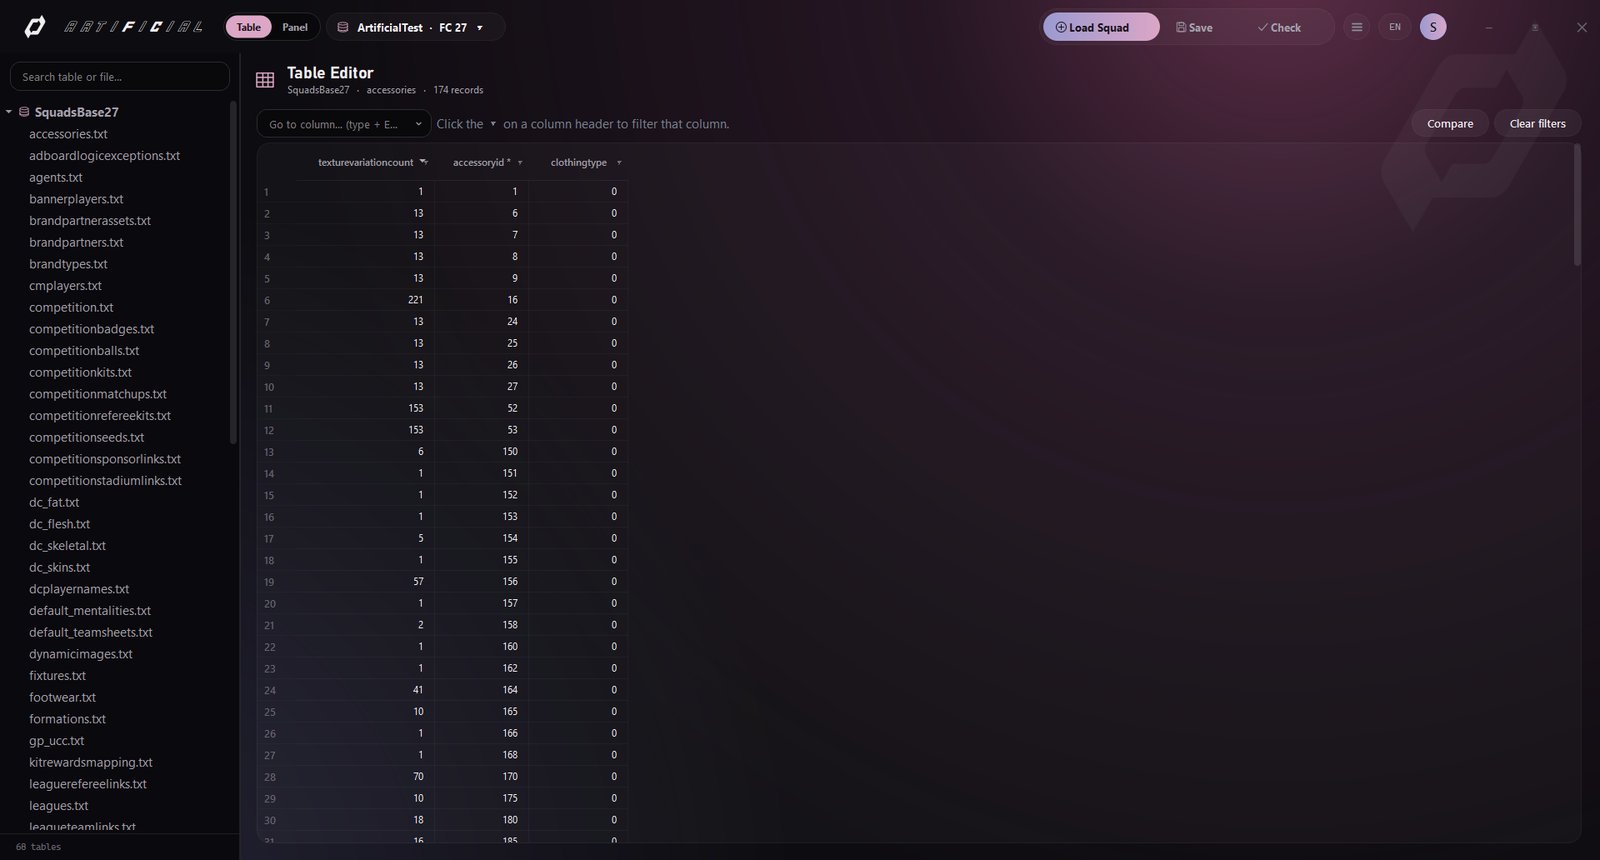 ARTIFICIAL
Table
Panel
ArtificialTest · FC 27
Load Squad
Save
Check
EN
S
Search table or file...
SquadsBase27
accessories.txt
adboardlogicexceptions.txt
agents.txt
bannerplayers.txt
brandpartnerassets.txt
brandpartners.txt
brandtypes.txt
cmplayers.txt
competition.txt
competitionbadges.txt
competitionballs.txt
competitionkits.txt
competitionmatchups.txt
competitionrefereekits.txt
competitionseeds.txt
competitionsponsorlinks.txt
competitionstadiumlinks.txt
dc_fat.txt
dc_flesh.txt
dc_skeletal.txt
dc_skins.txt
dcplayernames.txt
default_mentalities.txt
default_teamsheets.txt
dynamicimages.txt
fixtures.txt
footwear.txt
formations.txt
gp_ucc.txt
kitrewardsmapping.txt
leaguerefereelinks.txt
leagues.txt
leagueteamlinks.txt
68 tables
Table Editor
SquadsBase27 · accessories · 174 records
Go to column... (type + E...
Click the ▾ on a column header to filter that column.
Compare
Clear filters
texturevariationcount accessoryid * clothingtype
1 1 1 0
2 13 6 0
3 13 7 0
4 13 8 0
5 13 9 0
6 221 16 0
7 13 24 0
8 13 25 0
9 13 26 0
10 13 27 0
11 153 52 0
12 153 53 0
13 6 150 0
14 1 151 0
15 1 152 0
16 1 153 0
17 5 154 0
18 1 155 0
19 57 156 0
20 1 157 0
21 2 158 0
22 1 160 0
23 1 162 0
24 41 164 0
25 10 165 0
26 1 166 0
27 1 168 0
28 70 170 0
29 10 175 0
30 18 180 0
31 16 185 0